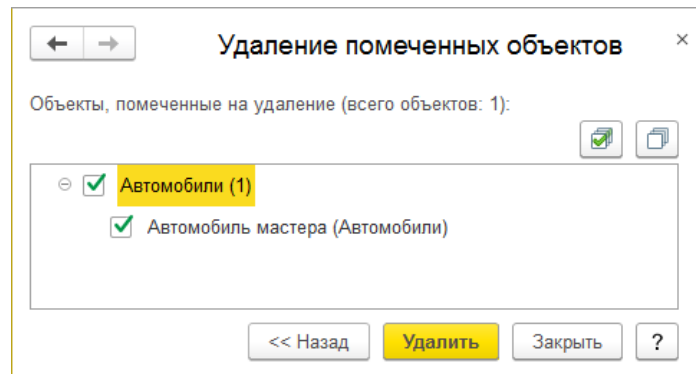 Удаление помеченных объектов
Объекты, помеченные на удаление (всего объектов: 1):
Автомобили (1)
Автомобиль мастера (Автомобили)
<< Назад Удалить Закрыть ?